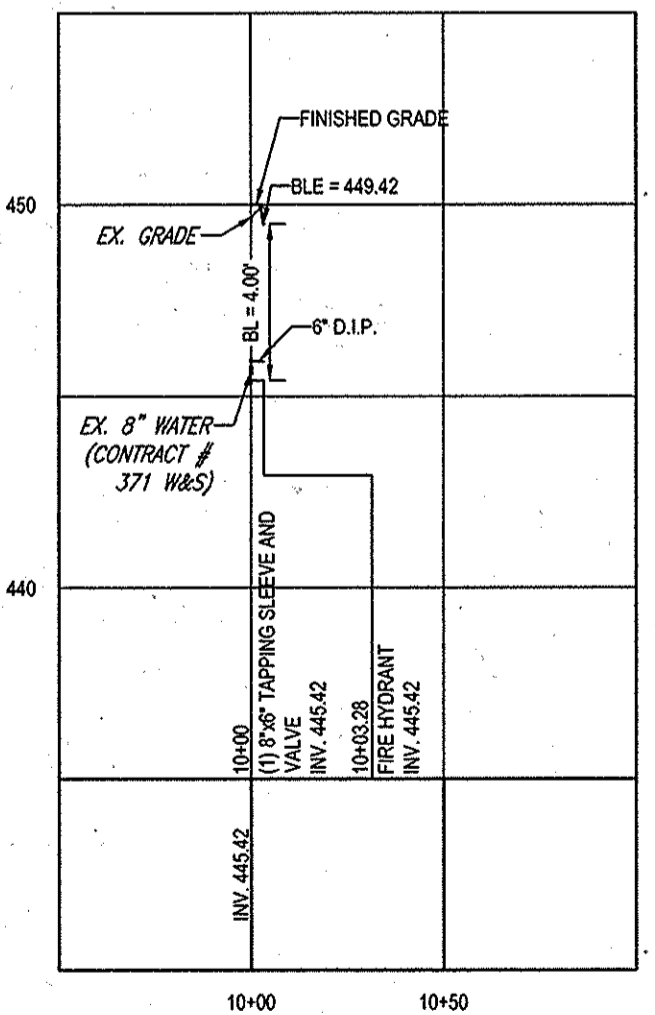 FINISHED GRADE
BLE = 449.42
450
EX. GRADE
BL = 4.00'
6" D.I.P.
EX. 8" WATER
(CONTRACT #
371 W&S)
440
10+00
(1) 8"x6" TAPPING SLEEVE AND
VALVE
INV. 445.42
10+03.28
FIRE HYDRANT
INV. 445.42
INV. 445.42
10+00
10+50